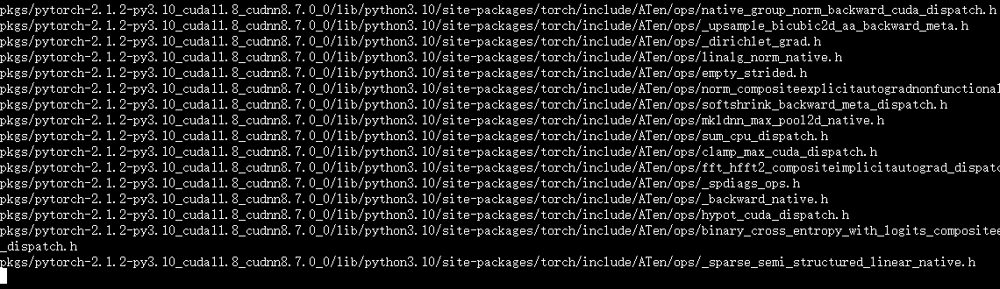 pkgs/pytorch-2.1.2-py3.10_cuda11.8_cudnn8.7.0_0/lib/python3.10/site-packages/torch/include/ATen/ops/native_group_norm_backward_cuda_dispatch.h
pkgs/pytorch-2.1.2-py3.10_cuda11.8_cudnn8.7.0_0/lib/python3.10/site-packages/torch/include/ATen/ops/_upsample_bicubic2d_aa_backward_meta.h
pkgs/pytorch-2.1.2-py3.10_cuda11.8_cudnn8.7.0_0/lib/python3.10/site-packages/torch/include/ATen/ops/_dirichlet_grad.h
pkgs/pytorch-2.1.2-py3.10_cuda11.8_cudnn8.7.0_0/lib/python3.10/site-packages/torch/include/ATen/ops/linalg_norm_native.h
pkgs/pytorch-2.1.2-py3.10_cuda11.8_cudnn8.7.0_0/lib/python3.10/site-packages/torch/include/ATen/ops/empty_strided.h
pkgs/pytorch-2.1.2-py3.10_cuda11.8_cudnn8.7.0_0/lib/python3.10/site-packages/torch/include/ATen/ops/norm_compositeexplicitautogradnonfunctional
pkgs/pytorch-2.1.2-py3.10_cuda11.8_cudnn8.7.0_0/lib/python3.10/site-packages/torch/include/ATen/ops/softshrink_backward_meta_dispatch.h
pkgs/pytorch-2.1.2-py3.10_cuda11.8_cudnn8.7.0_0/lib/python3.10/site-packages/torch/include/ATen/ops/mkldnn_max_pool2d_native.h
pkgs/pytorch-2.1.2-py3.10_cuda11.8_cudnn8.7.0_0/lib/python3.10/site-packages/torch/include/ATen/ops/sum_cpu_dispatch.h
pkgs/pytorch-2.1.2-py3.10_cuda11.8_cudnn8.7.0_0/lib/python3.10/site-packages/torch/include/ATen/ops/clamp_max_cuda_dispatch.h
pkgs/pytorch-2.1.2-py3.10_cuda11.8_cudnn8.7.0_0/lib/python3.10/site-packages/torch/include/ATen/ops/fft_hfft2_compositeimplicitautograd_dispatc
pkgs/pytorch-2.1.2-py3.10_cuda11.8_cudnn8.7.0_0/lib/python3.10/site-packages/torch/include/ATen/ops/_spdiags_ops.h
pkgs/pytorch-2.1.2-py3.10_cuda11.8_cudnn8.7.0_0/lib/python3.10/site-packages/torch/include/ATen/ops/_backward_native.h
pkgs/pytorch-2.1.2-py3.10_cuda11.8_cudnn8.7.0_0/lib/python3.10/site-packages/torch/include/ATen/ops/hypot_cuda_dispatch.h
pkgs/pytorch-2.1.2-py3.10_cuda11.8_cudnn8.7.0_0/lib/python3.10/site-packages/torch/include/ATen/ops/binary_cross_entropy_with_logits_compositee
_dispatch.h
pkgs/pytorch-2.1.2-py3.10_cuda11.8_cudnn8.7.0_0/lib/python3.10/site-packages/torch/include/ATen/ops/_sparse_semi_structured_linear_native.h